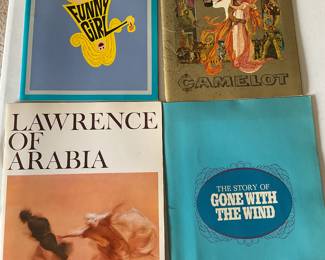 FUNNY
GIRL
CAMELOT
LAWRENCE
OF
ARABIA
THE STORY OF
GONE WITH
THE WIND